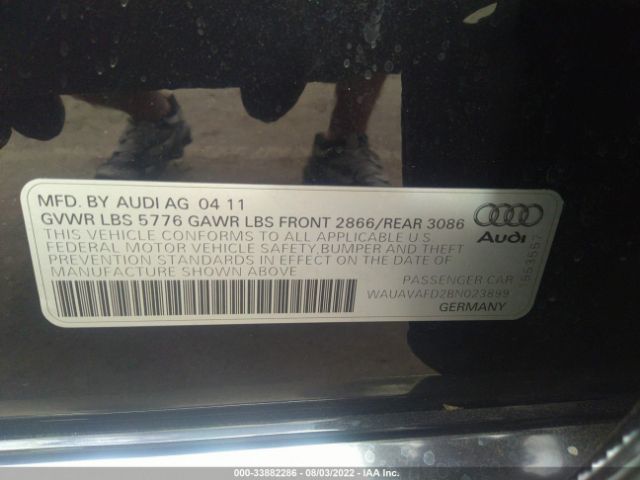 MFD. BY AUDI AG 04 11
GVWR LBS 5776 GAWR LBS FRONT 2866/REAR 3086
THIS VEHICLE CONFORMS TO ALL APPLICABLE U S
FEDERAL MOTOR VEHICLE SAFETY,BUMPER AND THEFT
PREVENTION STANDARDS IN EFFECT ON THE DATE OF
MANUFACTURE SHOWN ABOVE
Audi
PASSENGER CAR
WAUAVAFD2BN023899
GERMANY
000-33882286 - 08/03/2022 - IAA Inc.